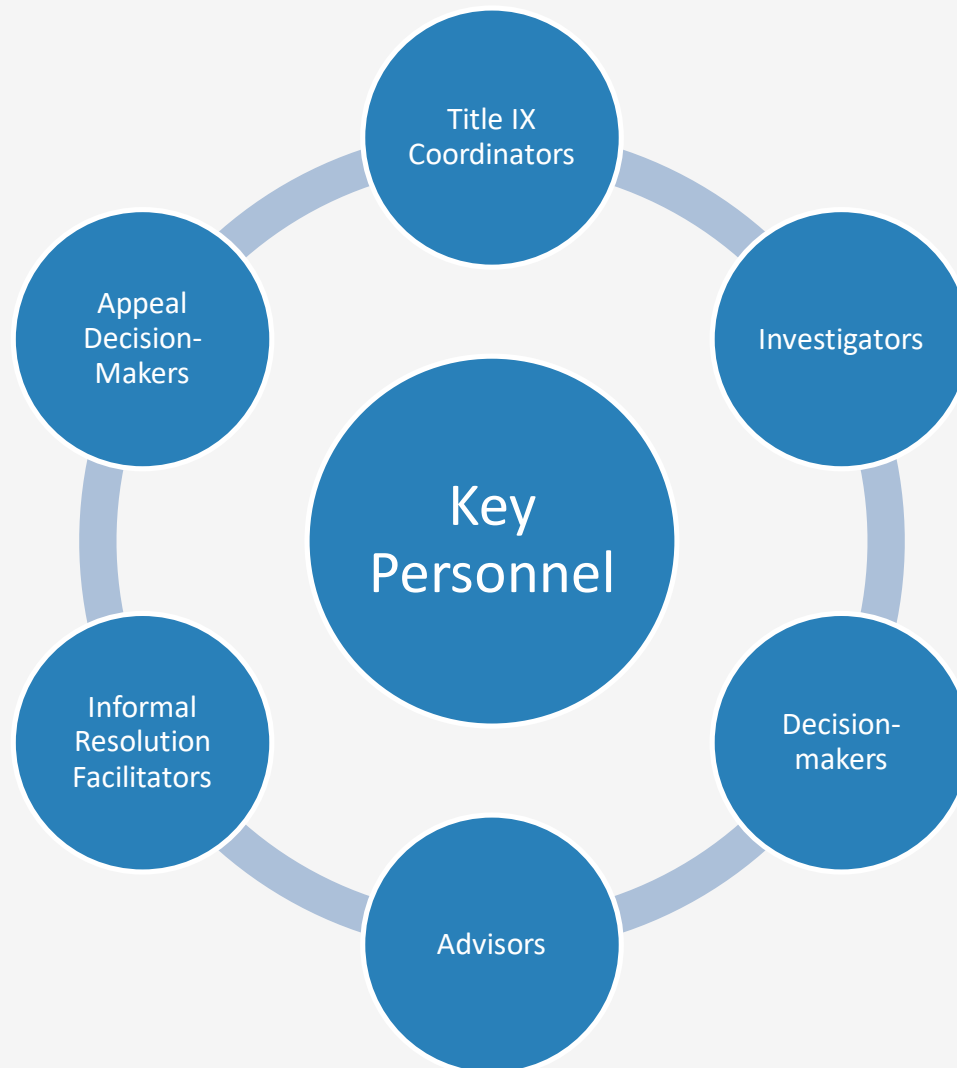 Title IX
Coordinators
Investigators
Decision-
makers
Advisors
Informal
Resolution
Facilitators
Appeal
Decision-
Makers
Key
Personnel